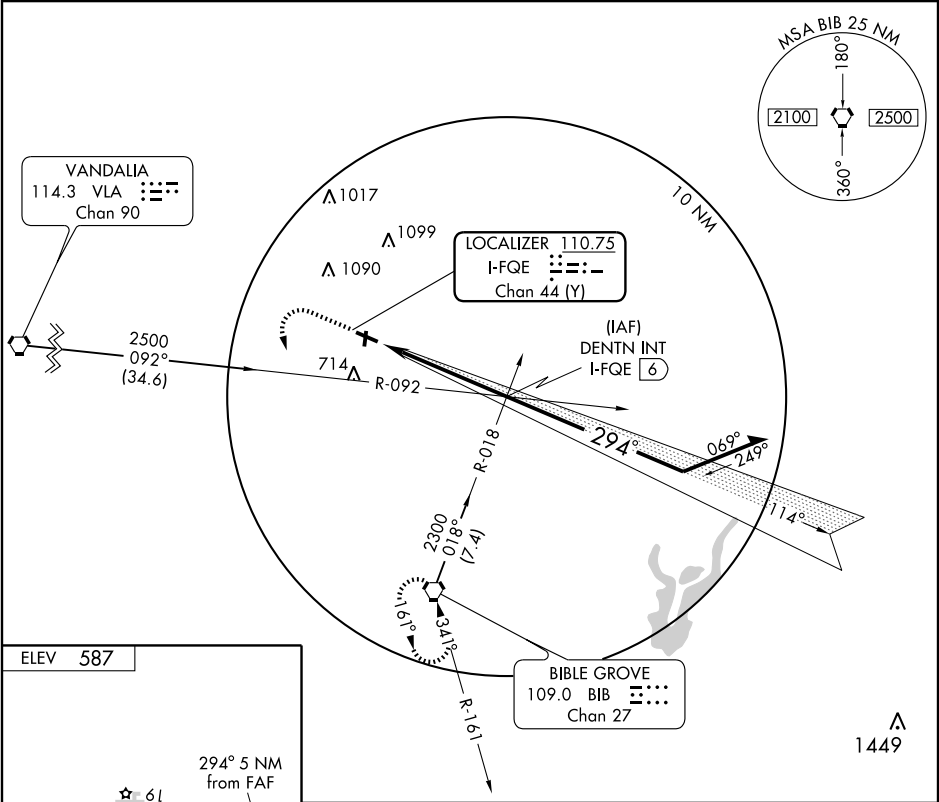 MSA BIB 25 NM
180°
2100
2500
360°
VANDALIA
114.3 VLA
Chan 90
1017
1099
1090
10 NM
LOCALIZER 110.75
I-FQE
Chan 44 (Y)
(IAF)
DENTN INT
I-FQE 6
2500
092°
(34.6)
714
R-092
R-018
294°
069°
249°
114°
2300
018°
(7.4)
161°
341°
R-161
BIBLE GROVE
109.0 BIB
Chan 27
1449
ELEV 587
294° 5 NM
from FAF